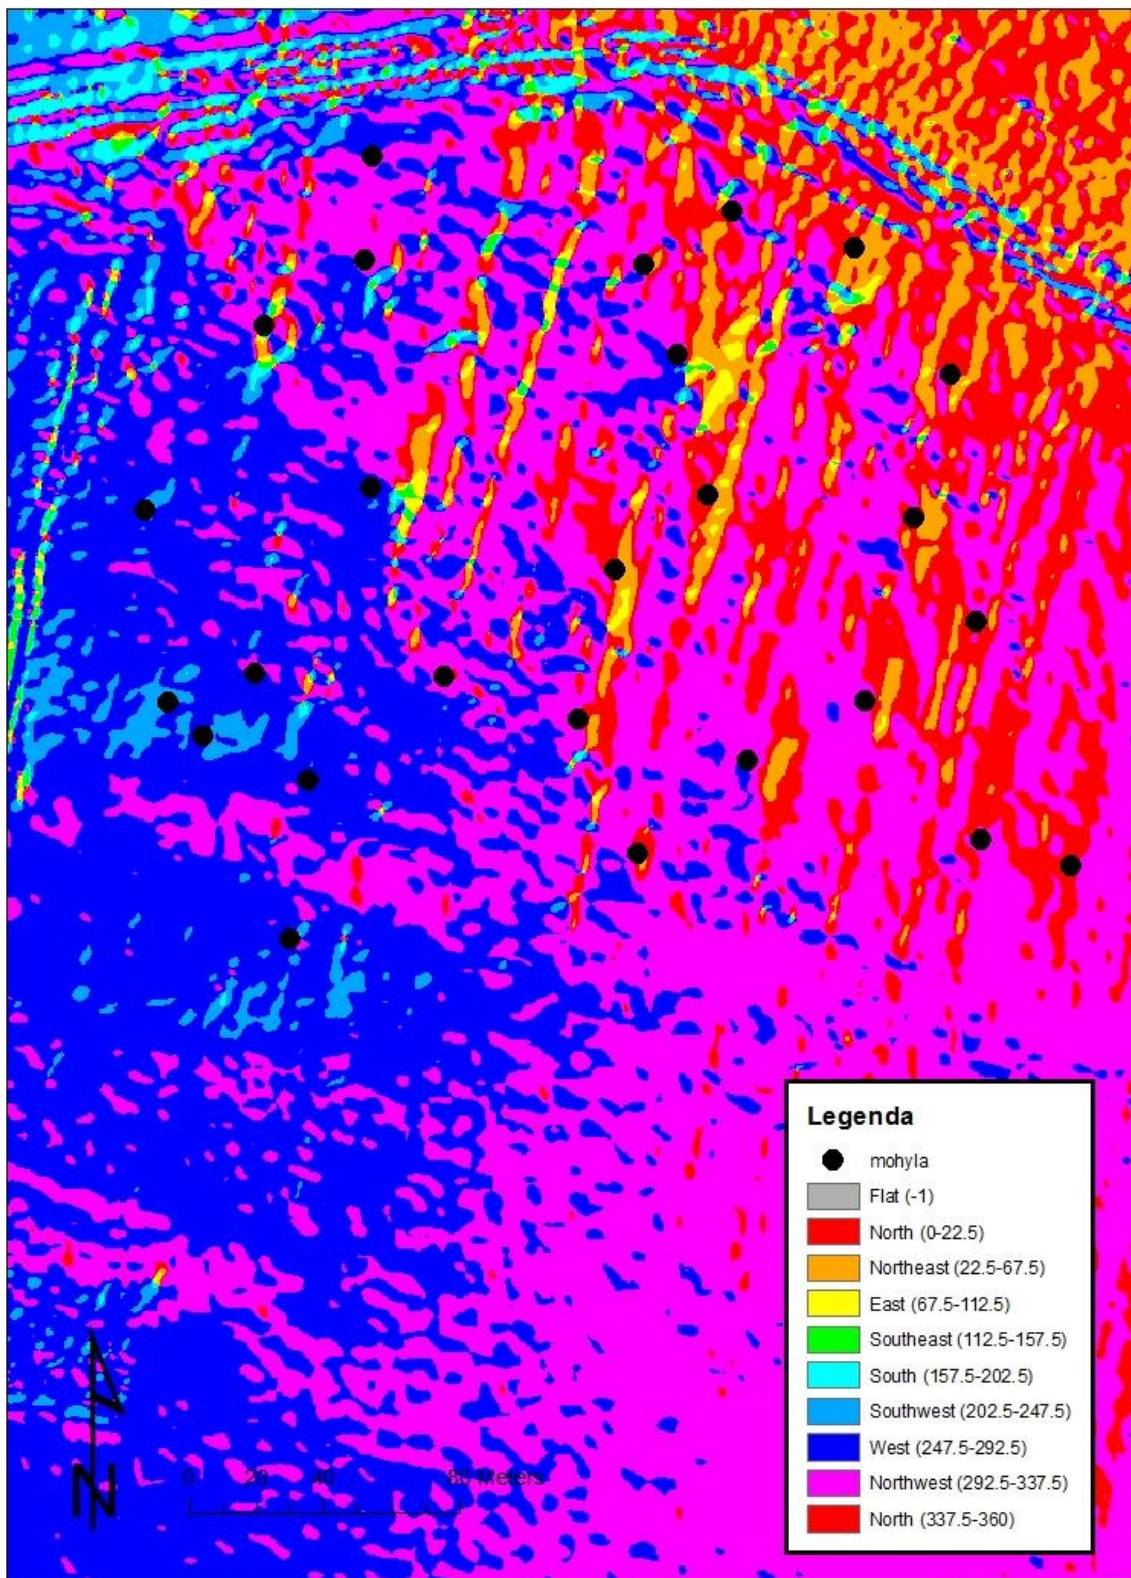 Legenda
mohyla
Flat (-1)
North (0-22.5)
Northeast (22.5-67.5)
East (67.5-112.5)
Southeast (112.5-157.5)
South (157.5-202.5)
Southwest (202.5-247.5)
West (247.5-292.5)
Northwest (292.5-337.5)
North (337.5-360)
0 20 40 80 Meters
N